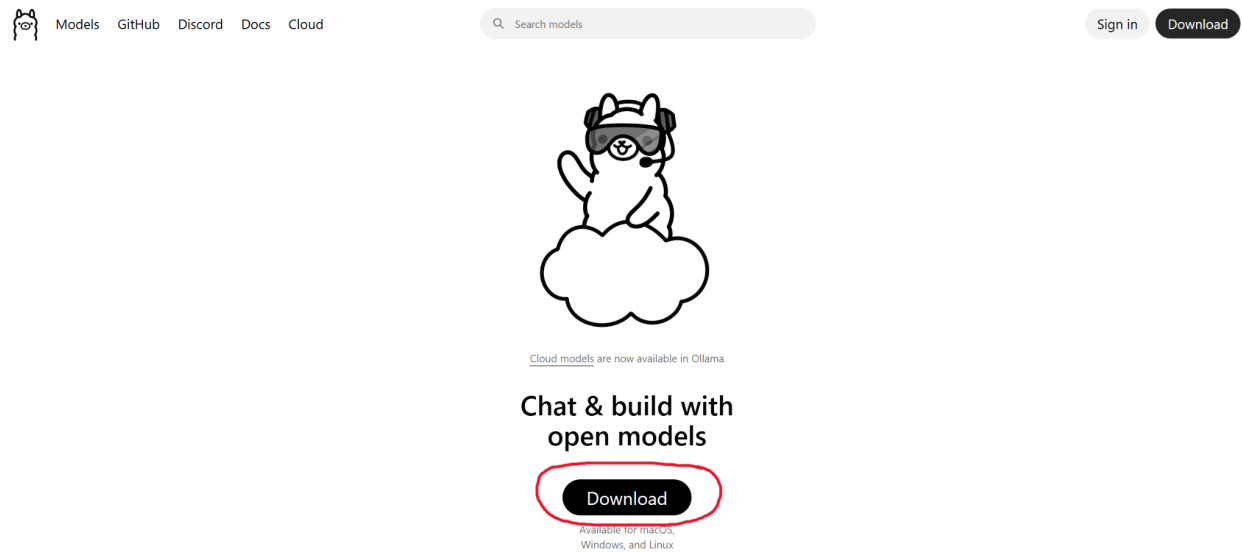 Models GitHub Discord Docs Cloud Search models Sign in Download
Cloud models are now available in Ollama
Chat & build with
open models
Download
Available for macOS,
Windows, and Linux